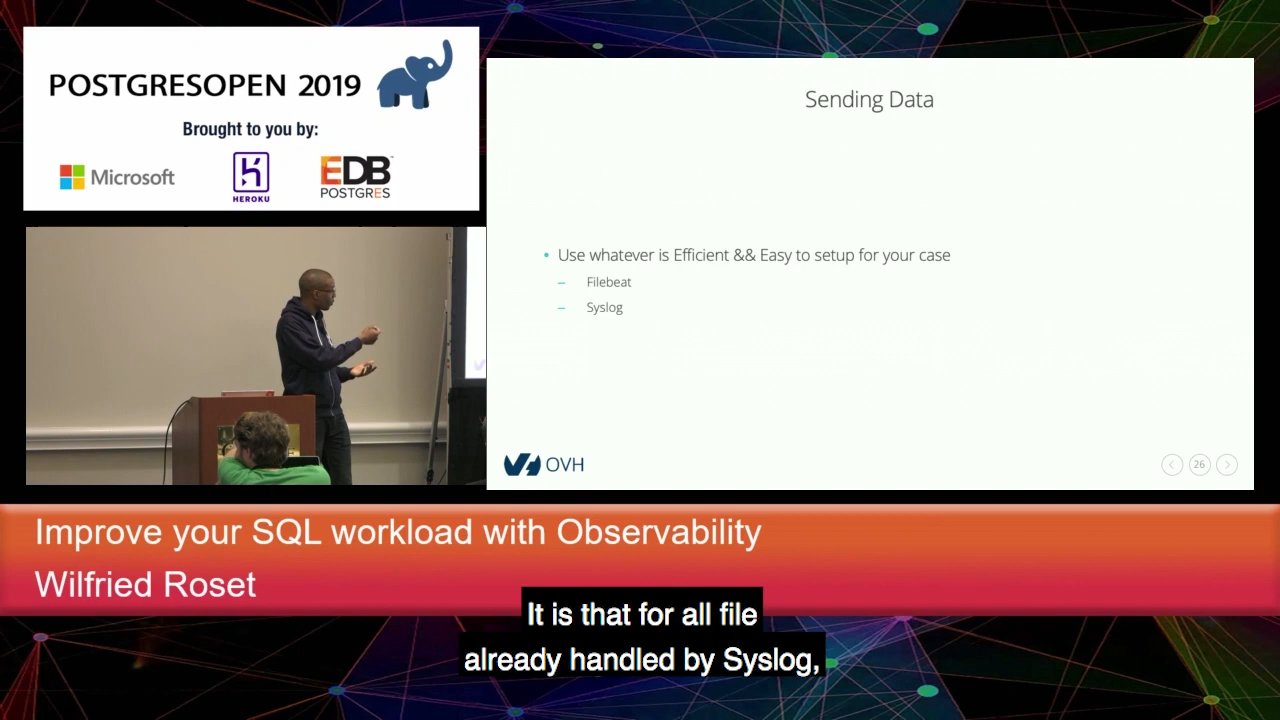 POSTGRESOPEN 2019
Brought to you by:
Microsoft
HEROKU
EDB
POSTGRES
Sending Data
• Use whatever is Efficient && Easy to setup for your case
– Filebeat
– Syslog
OVH
26
Improve your SQL workload with Observability
Wilfried Roset
It is that for all file
already handled by Syslog,